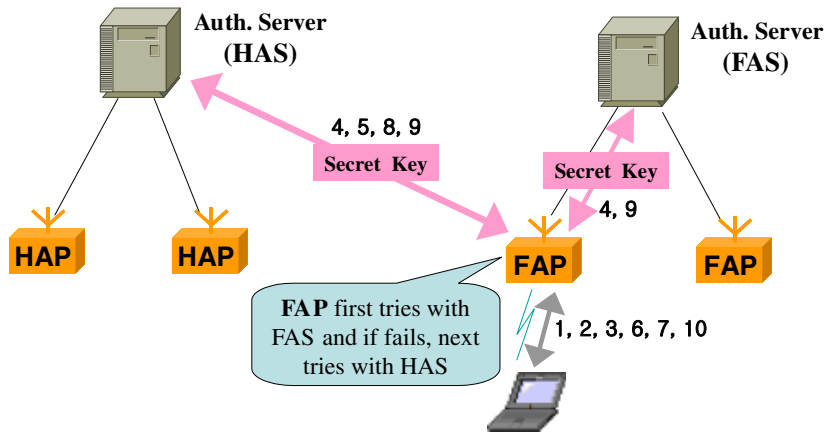 Auth. Server
(HAS)
Auth. Server
(FAS)
4, 5, 8, 9
Secret Key
Secret Key
4, 9
HAP
HAP
FAP
FAP
FAP first tries with
FAS and if fails, next
tries with HAS
1, 2, 3, 6, 7, 10